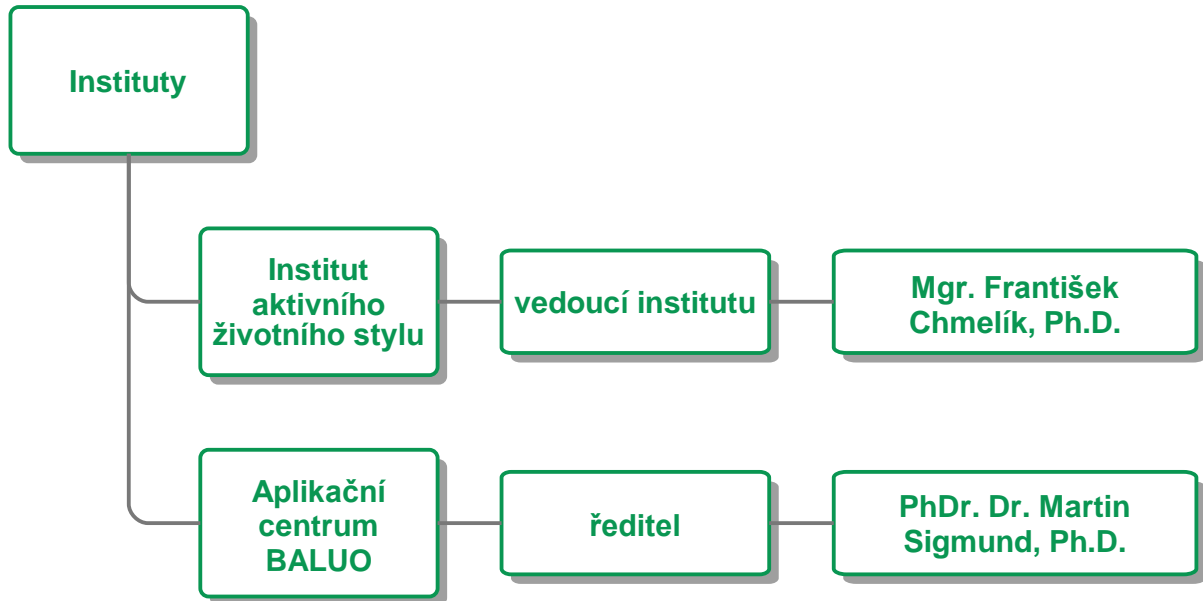 Instituty
Institut
aktivního
životního stylu
vedoucí institutu
Mgr. František
Chmelík, Ph.D.
Aplikační
centrum
BALUO
ředitel
PhDr. Dr. Martin
Sigmund, Ph.D.